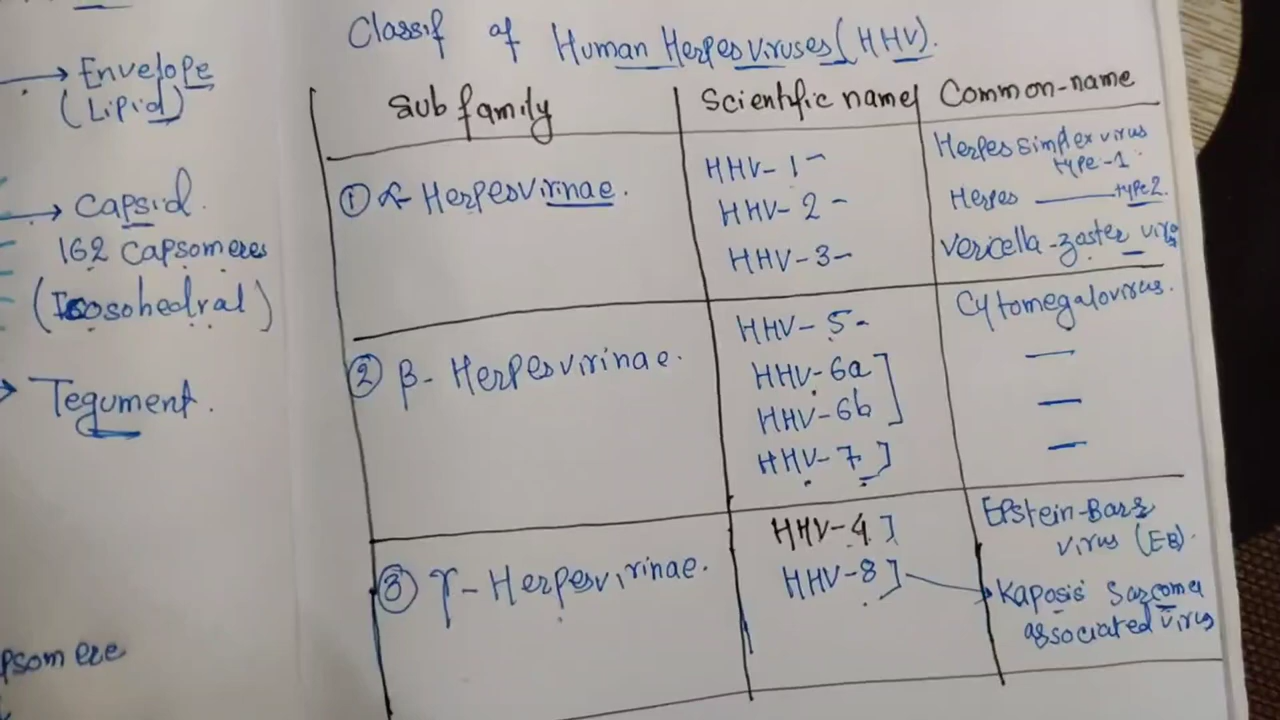 Envelope
(Lipid)
Capsid.
162 Capsomeres
(Icosohedral)
Tegument.
psomere
Classif of Human Herpesviruses (HHV).
Sub family
Scientific name
Common-name
① α- Herpesvirinae.
HHV- 1 -
Herpes simplex virus
type-1
HHV- 2 -
Herpes ——— type 2.
HHV-3-
Vericella-zoster virus
② β- Herpesvirinae.
HHV- 5-
Cytomegalovirus.
HHV-6a ]
—
HHV-6b ]
—
HHV-7 ]
—
③ γ-Herpesvirinae.
HHV-4 ]
Epstein-Barr
virus (EB).
HHV-8 ]
Kaposis Sarcoma
associated virus